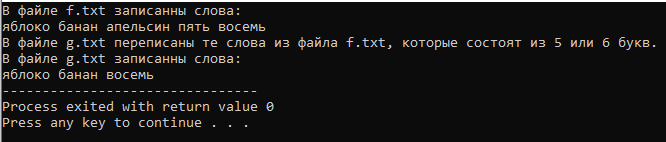 В файле f.txt записанны слова:
яблоко банан апельсин пять восемь
В файле g.txt переписаны те слова из файла f.txt, которые состоят из 5 или 6 букв.
В файле g.txt записанны слова:
яблоко банан восемь
--------------------------------
Process exited with return value 0
Press any key to continue . . .